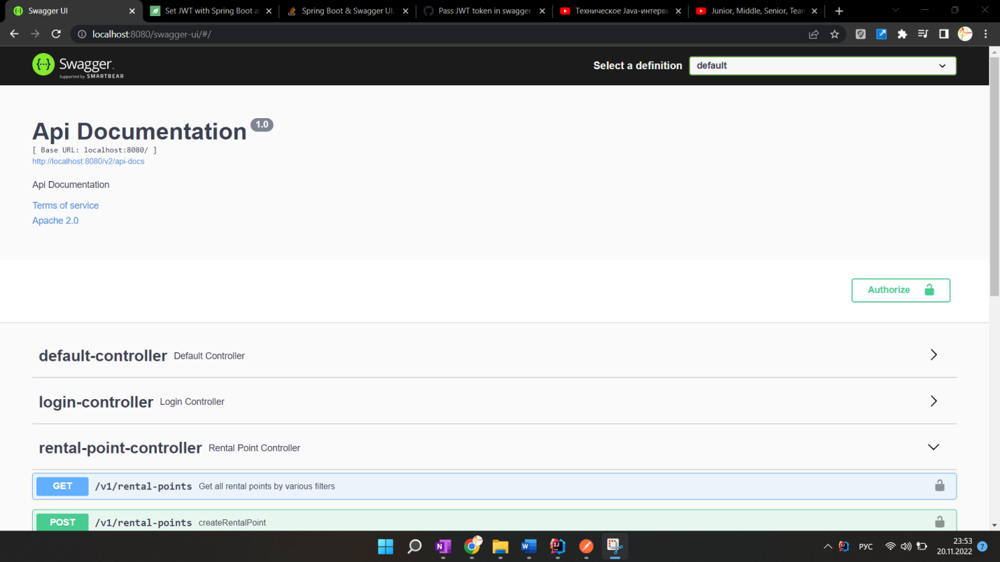 Swagger UI
Set JWT with Spring Boot a
Spring Boot & Swagger UI.
Pass JWT token in swagger
Техническое Java-интерв
Junior, Middle, Senior, Tean
localhost:8080/swagger-ui/#/
Swagger.
Supported by SMARTBEAR
Select a definition
default
Api Documentation 1.0
[ Base URL: localhost:8080/ ]
http://localhost:8080/v2/api-docs
Api Documentation
Terms of service
Apache 2.0
Authorize
default-controller Default Controller
login-controller Login Controller
rental-point-controller Rental Point Controller
GET /v1/rental-points Get all rental points by various filters
POST /v1/rental-points createRentalPoint
РУС
23:53
20.11.2022
7